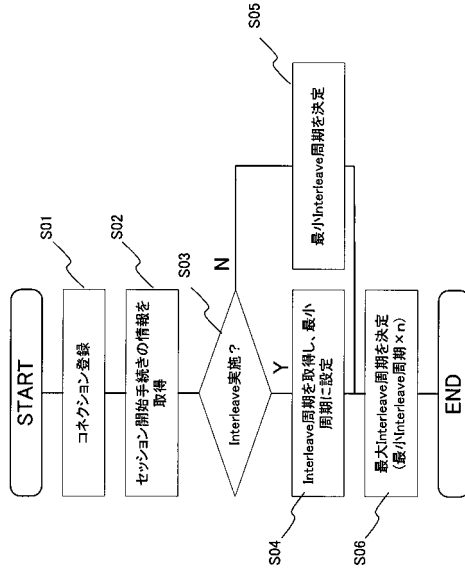 START
S01
コネクション登録
S02
セッション開始手続きの情報を
取得
S03
Interleave実施？
N
Y
S04
Interleave周期を取得し、最小
周期に設定
S05
最小Interleave周期を決定
S06
最大Interleave周期を決定
（最小Interleave周期×n）
END